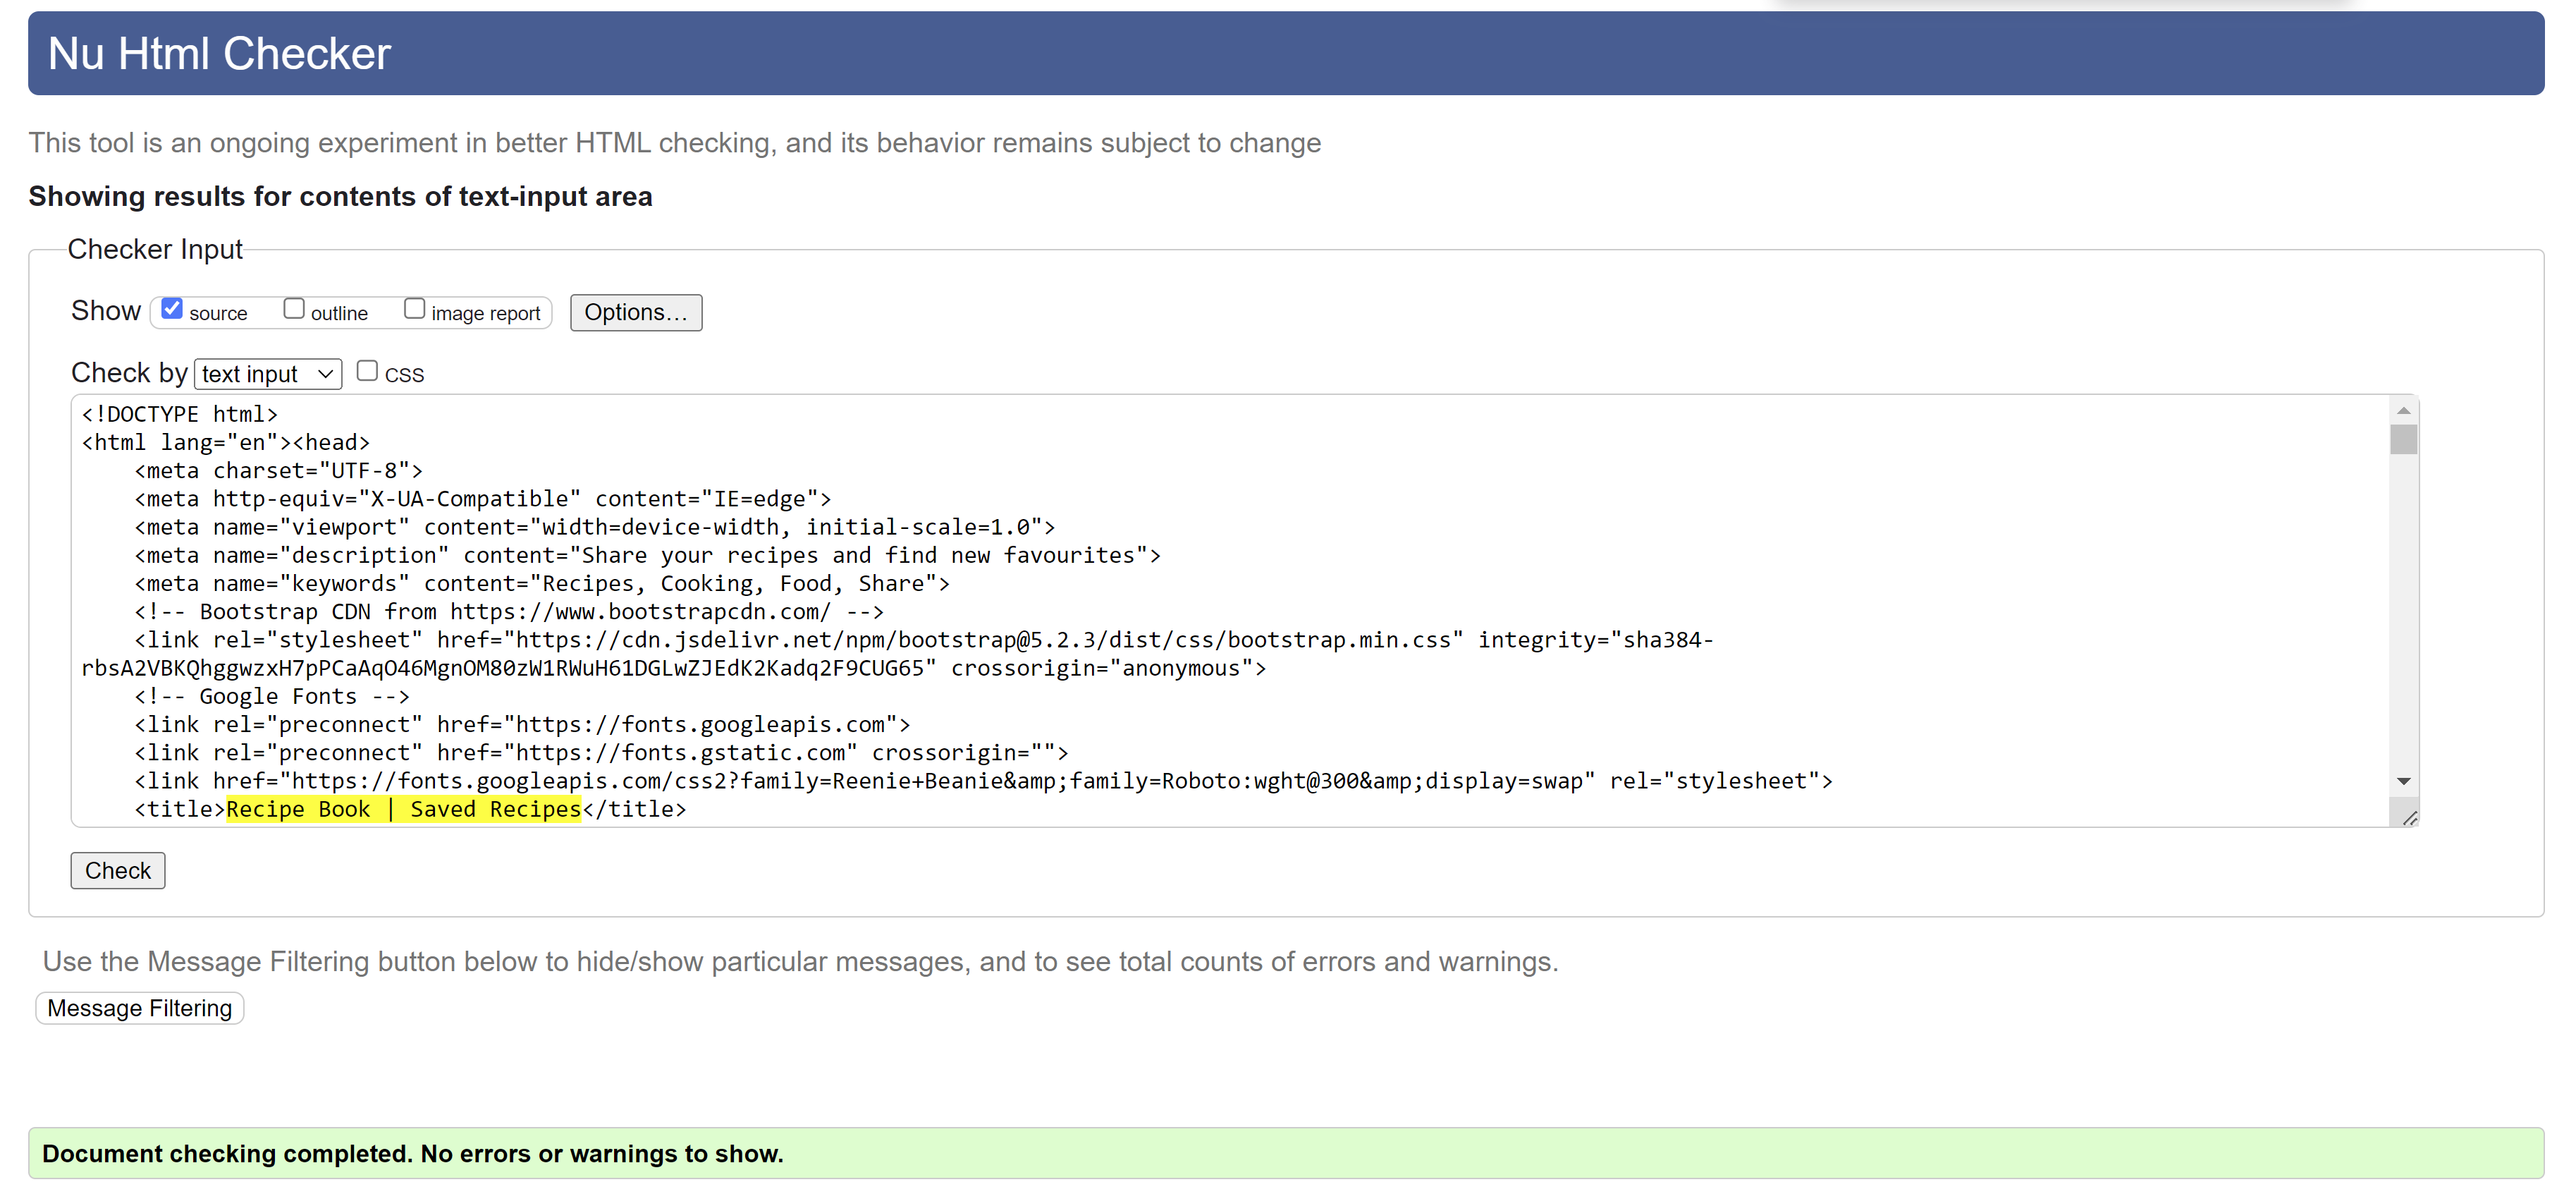 Nu Html Checker
This tool is an ongoing experiment in better HTML checking, and its behavior remains subject to change
Showing results for contents of text-input area
Checker Input
Show source outline image report Options...
Check by text input CSS
<!DOCTYPE html>
<html lang="en"><head>
    <meta charset="UTF-8">
    <meta http-equiv="X-UA-Compatible" content="IE=edge">
    <meta name="viewport" content="width=device-width, initial-scale=1.0">
    <meta name="description" content="Share your recipes and find new favourites">
    <meta name="keywords" content="Recipes, Cooking, Food, Share">
    <!-- Bootstrap CDN from https://www.bootstrapcdn.com/ -->
    <link rel="stylesheet" href="https://cdn.jsdelivr.net/npm/bootstrap@5.2.3/dist/css/bootstrap.min.css" integrity="sha384-
rbsA2VBKQhggwzxH7pPCaAqO46MgnOM80zW1RWuH61DGLwZJEdK2Kadq2F9CUG65" crossorigin="anonymous">
    <!-- Google Fonts -->
    <link rel="preconnect" href="https://fonts.googleapis.com">
    <link rel="preconnect" href="https://fonts.gstatic.com" crossorigin="">
    <link href="https://fonts.googleapis.com/css2?family=Reenie+Beanie&amp;family=Roboto:wght@300&amp;display=swap" rel="stylesheet">
    <title>Recipe Book | Saved Recipes</title>
Check
Use the Message Filtering button below to hide/show particular messages, and to see total counts of errors and warnings.
Message Filtering
Document checking completed. No errors or warnings to show.